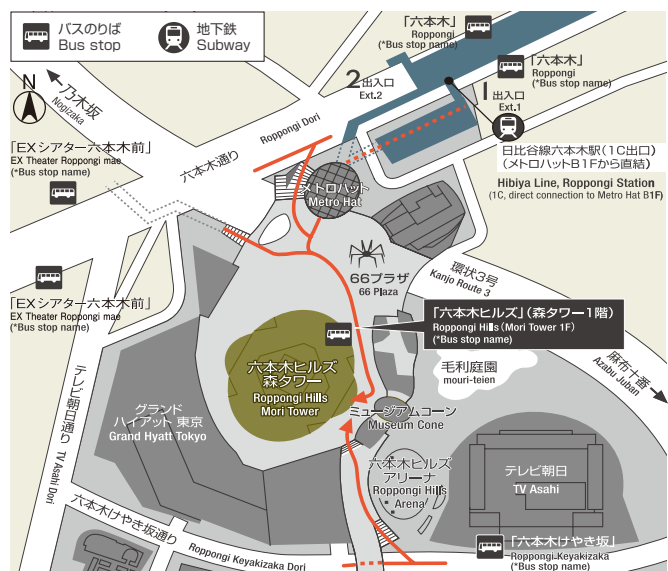 バスのりば
Bus stop
地下鉄
Subway
N
乃木坂
Nogizaka
「六本木」
Roppongi
(*Bus stop name)
「六本木」
Roppongi
(*Bus stop name)
2出入口
Ext.2
1出入口
Ext.1
Roppongi Dori
六本木通り
日比谷線六本木駅(1C出口)
(メトロハットB1Fから直結)
Hibiya Line, Roppongi Station
(1C, direct connection to Metro Hat B1F)
「EXシアター六本木前」
EX Theater Roppongi mae
(*Bus stop name)
メトロハット
Metro Hat
66プラザ
66 Plaza
環状3号
Kanjo Route 3
「EXシアター六本木前」
EX Theater Roppongi mae
(*Bus stop name)
「六本木ヒルズ」(森タワー1階)
Roppongi Hills (Mori Tower 1F)
(*Bus stop name)
麻布十番
Azabu Juban
毛利庭園
mouri-teien
六本木ヒルズ
森タワー
Roppongi Hills
Mori Tower
テレビ朝日通り
TV Asahi Dori
グランド
ハイアット 東京
Grand Hyatt Tokyo
ミュージアムコーン
Museum Cone
六本木ヒルズ
アリーナ
Roppongi Hills
Arena
テレビ朝日
TV Asahi
六本木けやき坂通り
Roppongi Keyakizaka Dori
「六本木けやき坂」
Roppongi Keyakizaka
(*Bus stop name)